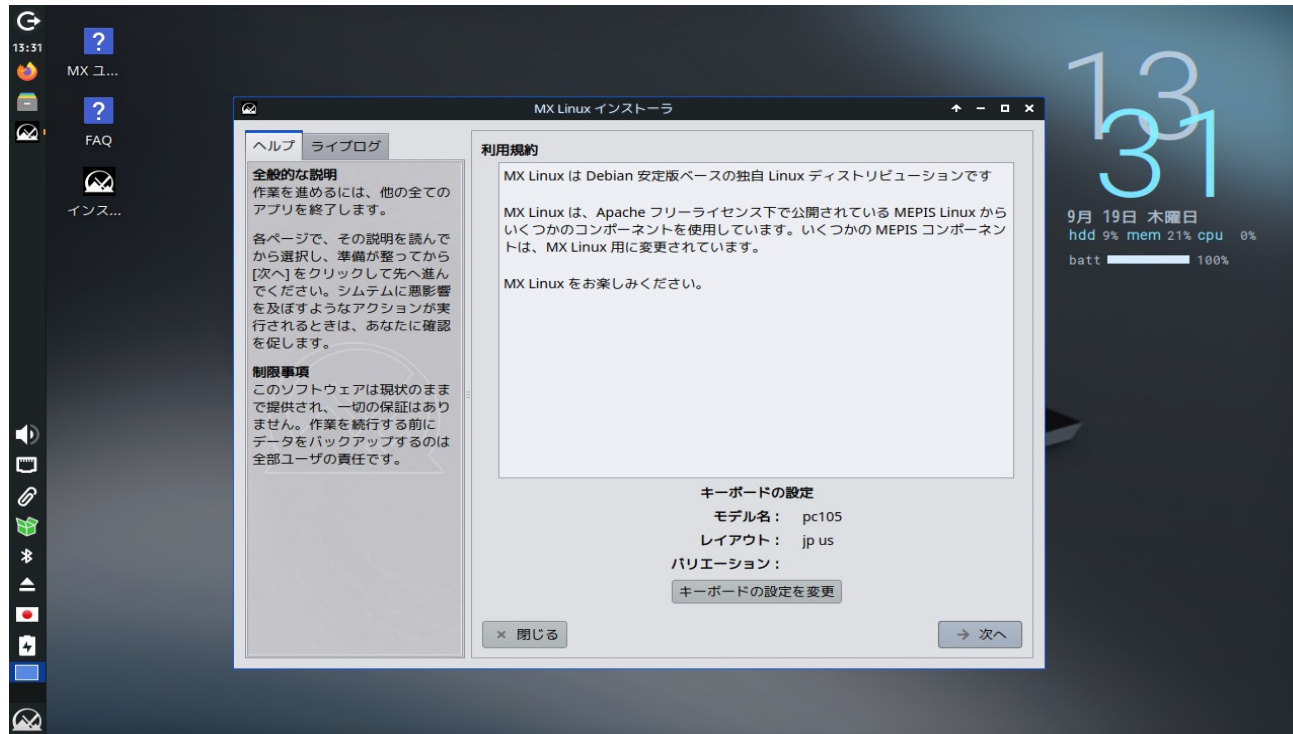 13:31
MX ユ...
FAQ
インス...
MX Linux インストーラ
ヘルプ
ライブログ
全般的な説明
作業を進めるには、他の全ての
アプリを終了します。
各ページで、その説明を読んで
から選択し、準備が整ってから
[次へ] をクリックして先へ進ん
でください。シムテムに悪影響
を及ぼすようなアクションが実
行されるときは、あなたに確認
を促します。
制限事項
このソフトウェアは現状のまま
で提供され、一切の保証はあり
ません。作業を続行する前に
データをバックアップするのは
全部ユーザの責任です。
利用規約
MX Linux は Debian 安定版ベースの独自 Linux ディストリビューションです
MX Linux は、Apache フリーライセンス下で公開されている MEPIS Linux から
いくつかのコンポーネントを使用しています。いくつかの MEPIS コンポーネン
トは、MX Linux 用に変更されています。
MX Linux をお楽しみください。
キーボードの設定
モデル名： pc105
レイアウト： jp us
バリエーション：
キーボードの設定を変更
× 閉じる
→ 次へ
13
31
9月 19日 木曜日
hdd 9% mem 21% cpu 0%
batt 100%